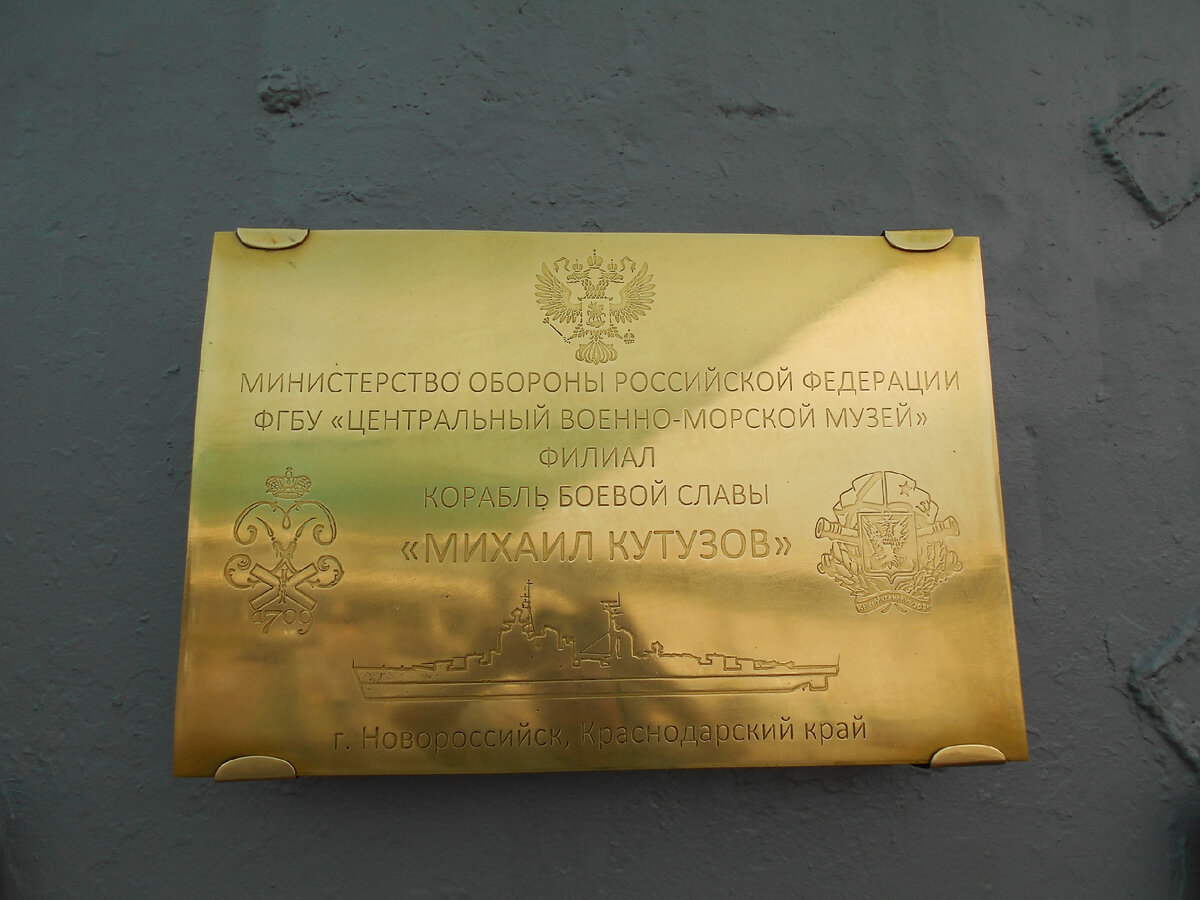 МИНИСТЕРСТВО ОБОРОНЫ РОССИЙСКОЙ ФЕДЕРАЦИИ
ФГБУ «ЦЕНТРАЛЬНЫЙ ВОЕННО-МОРСКОЙ МУЗЕЙ»
ФИЛИАЛ
КОРАБЛЬ БОЕВОЙ СЛАВЫ
«МИХАИЛ КУТУЗОВ»
1709
г. Новороссийск, Краснодарский край